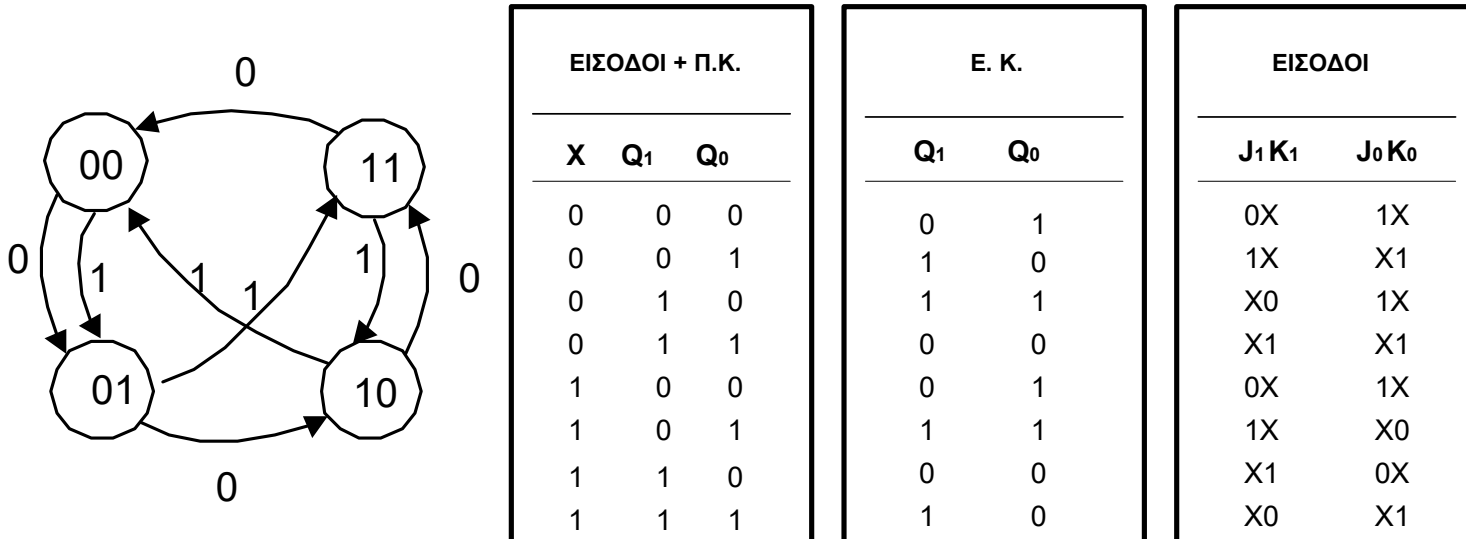 0
00
11
0
1
1
1
1
0
01
10
0
ΕΙΣΟΔΟΙ + Π.Κ.
X Q1 Q0
0 0 0
0 0 1
0 1 0
0 1 1
1 0 0
1 0 1
1 1 0
1 1 1
Ε. Κ.
Q1 Q0
0 1
1 0
1 1
0 0
0 1
1 1
0 0
1 0
ΕΙΣΟΔΟΙ
J1 K1 J0 K0
0X 1X
1X X1
X0 1X
X1 X1
0X 1X
1X X0
X1 0X
X0 X1